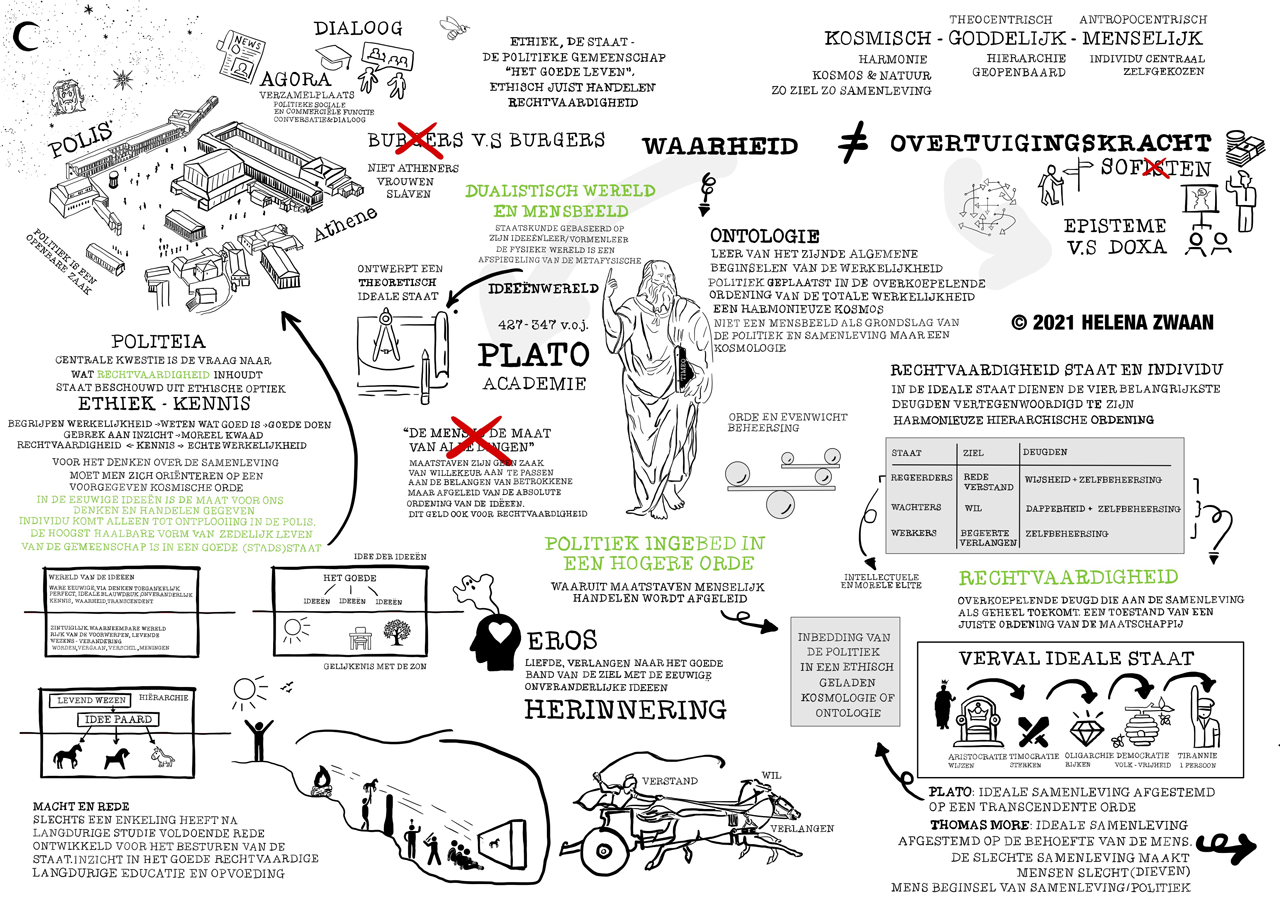 THEOCENTRISCH ANTROPOCENTRISCH
KOSMISCH - GODDELIJK - MENSELIJK
HARMONIE HIERARCHIE INDIVIDU CENTRAAL
KOSMOS & NATUUR GEOPENBAARD ZELFGEKOZEN
ZO ZIEL ZO SAMENLEVING
DIALOOG
NEWS
AGORA
VERZAMELPLAATS
POLITIEKE SOCIALE
EN COMMERCIËLE FUNCTIE
CONVERSATIE & DIALOOG
ETHIEK, DE STAAT -
DE POLITIEKE GEMEENSCHAP
"HET GOEDE LEVEN".
ETHISCH JUIST HANDELEN
RECHTVAARDIGHEID
POLIS
Athene
POLITIEK IS EEN
OPENBARE ZAAK
BURGERS V.S BURGERS
NIET ATHENERS
VROUWEN
SLAVEN
WAARHEID ≠ OVERTUIGINGSKRACHT
SOFISTEN
EPISTEME
V.S DOXA
DUALISTISCH WERELD
EN MENSBEELD
STAATSKUNDE GEBASEERD OP
ZIJN IDEEËNLEER/VORMENLEER
DE FYSIEKE WERELD IS EEN
AFSPIEGELING VAN DE METAFYSISCHE
IDEEËNWERELD
ONTWERPT EEN
THEORETISCH
IDEALE STAAT
427-347 v.o.j.
PLATO
ACADEMIE
TIMEO
ONTOLOGIE
LEER VAN HET ZIJNDE ALGEMENE
BEGINSELEN VAN DE WERKELIJKHEID
POLITIEK GEPLAATST IN DE OVERKOEPELENDE
ORDENING VAN DE TOTALE WERKELIJKHEID
EEN HARMONIEUZE KOSMOS
NIET EEN MENSBEELD ALS GRONDSLAG VAN
DE POLITIEK EN SAMENLEVING MAAR EEN
KOSMOLOGIE
© 2021 HELENA ZWAAN
POLITEIA
CENTRALE KWESTIE IS DE VRAAG NAAR
WAT RECHTVAARDIGHEID INHOUDT
STAAT BESCHOUWD UIT ETHISCHE OPTIEK
ETHIEK - KENNIS
BEGRIJPEN WERKELIJKHEID →WETEN WAT GOED IS →GOEDE DOEN
GEBREK AAN INZICHT →MOREEL KWAAD
RECHTVAARDIGHEID ← KENNIS → ECHTE WERKELIJKHEID
VOOR HET DENKEN OVER DE SAMENLEVING
MOET MEN ZICH ORIËNTEREN OP EEN
VOORGEGEVEN KOSMISCHE ORDE
IN DE EEUWIGE IDEEËN IS DE MAAT VOOR ONS
DENKEN EN HANDELEN GEGEVEN
INDIVIDU KOMT ALLEEN TOT ONTPLOOIING IN DE POLIS.
DE HOOGST HAALBARE VORM VAN ZEDELIJK LEVEN
VAN DE GEMEENSCHAP IS IN EEN GOEDE (STADS)STAAT
"DE MENS IS DE MAAT
VAN ALLE DINGEN"
MAATSTAVEN ZIJN GEEN ZAAK
VAN WILLEKEUR AAN TE PASSEN
AAN DE BELANGEN VAN BETROKKENE
MAAR AFGELEID VAN DE ABSOLUTE
ORDENING VAN DE IDEEEN.
DIT GELD OOK VOOR RECHTVAARDIGHEID
ORDE EN EVENWICHT
BEHEERSING
RECHTVAARDIGHEID STAAT EN INDIVIDU
IN DE IDEALE STAAT DIENEN DE VIER BELANGRIJKSTE
DEUGDEN VERTEGENWOORDIGD TE ZIJN
HARMONIEUZE HIERARCHISCHE ORDENING
STAAT ZIEL DEUGDEN
REGEERDERS REDE VERSTAND WIJSHEID + ZELFBEHEERSING
WACHTERS WIL DAPPERHEID + ZELFBEHEERSING
WERKERS BEGEERTE VERLANGEN ZELFBEHEERSING
INTELLECTUELE
EN MORELE ELITE
RECHTVAARDIGHEID
OVERKOEPELENDE DEUGD DIE AAN DE SAMENLEVING
ALS GEHEEL TOEKOMT. EEN TOESTAND VAN EEN
JUISTE ORDENING VAN DE MAATSCHAPPIJ
POLITIEK INGEBED IN
EEN HOGERE ORDE
WAARUIT MAATSTAVEN MENSELIJK
HANDELEN WORDT AFGELEID
INBEDDING VAN
DE POLITIEK
IN EEN ETHISCH
GELADEN
KOSMOLOGIE OF
ONTOLOGIE
WERELD VAN DE IDEEEN
WARE EEUWIGE, VIA DENKEN TOEGANKELIJK
PERFECT, IDEALE BLAUWDRUK, ONVERANDERLIJK
KENNIS, WAARHEID, TRANSCENDENT
ZINTUIGLIJK WAARNEEMBARE WERELD
RIJK VAN DE VOORWERPEN, LEVENDE
WEZENS - VERANDERING
WORDEN, VERGAAN, VERSCHIL, MENINGEN
IDEE DER IDEEËN
HET GOEDE
IDEEEN IDEEEN IDEEEN
GELIJKENIS MET DE ZON
EROS
LIEFDE, VERLANGEN NAAR HET GOEDE
BAND VAN DE ZIEL MET DE EEUWIGE
ONVERANDERLIJKE IDEEEN
HERINNERING
LEVEND WEZEN HIËRARCHIE
IDEE PAARD
MACHT EN REDE
SLECHTS EEN ENKELING HEEFT NA
LANGDURIGE STUDIE VOLDOENDE REDE
ONTWIKKELD VOOR HET BESTUREN VAN DE
STAAT. INZICHT IN HET GOEDE RECHTVAARDIGE
LANGDURIGE EDUCATIE EN OPVOEDING
VERSTAND
WIL
VERLANGEN
VERVAL IDEALE STAAT
ARISTOCRATIE TIMOCRATIE OLIGARCHIE DEMOCRATIE TIRANNIE
WIJZEN STERKEN RIJKEN VOLK - VRIJHEID 1 PERSOON
PLATO: IDEALE SAMENLEVING AFGESTEMD
OP EEN TRANSCENDENTE ORDE
THOMAS MORE: IDEALE SAMENLEVING
AFGESTEMD OP DE BEHOEFTE VAN DE MENS.
DE SLECHTE SAMENLEVING MAAKT
MENSEN SLECHT (DIEVEN)
MENS BEGINSEL VAN SAMENLEVING/POLITIEK